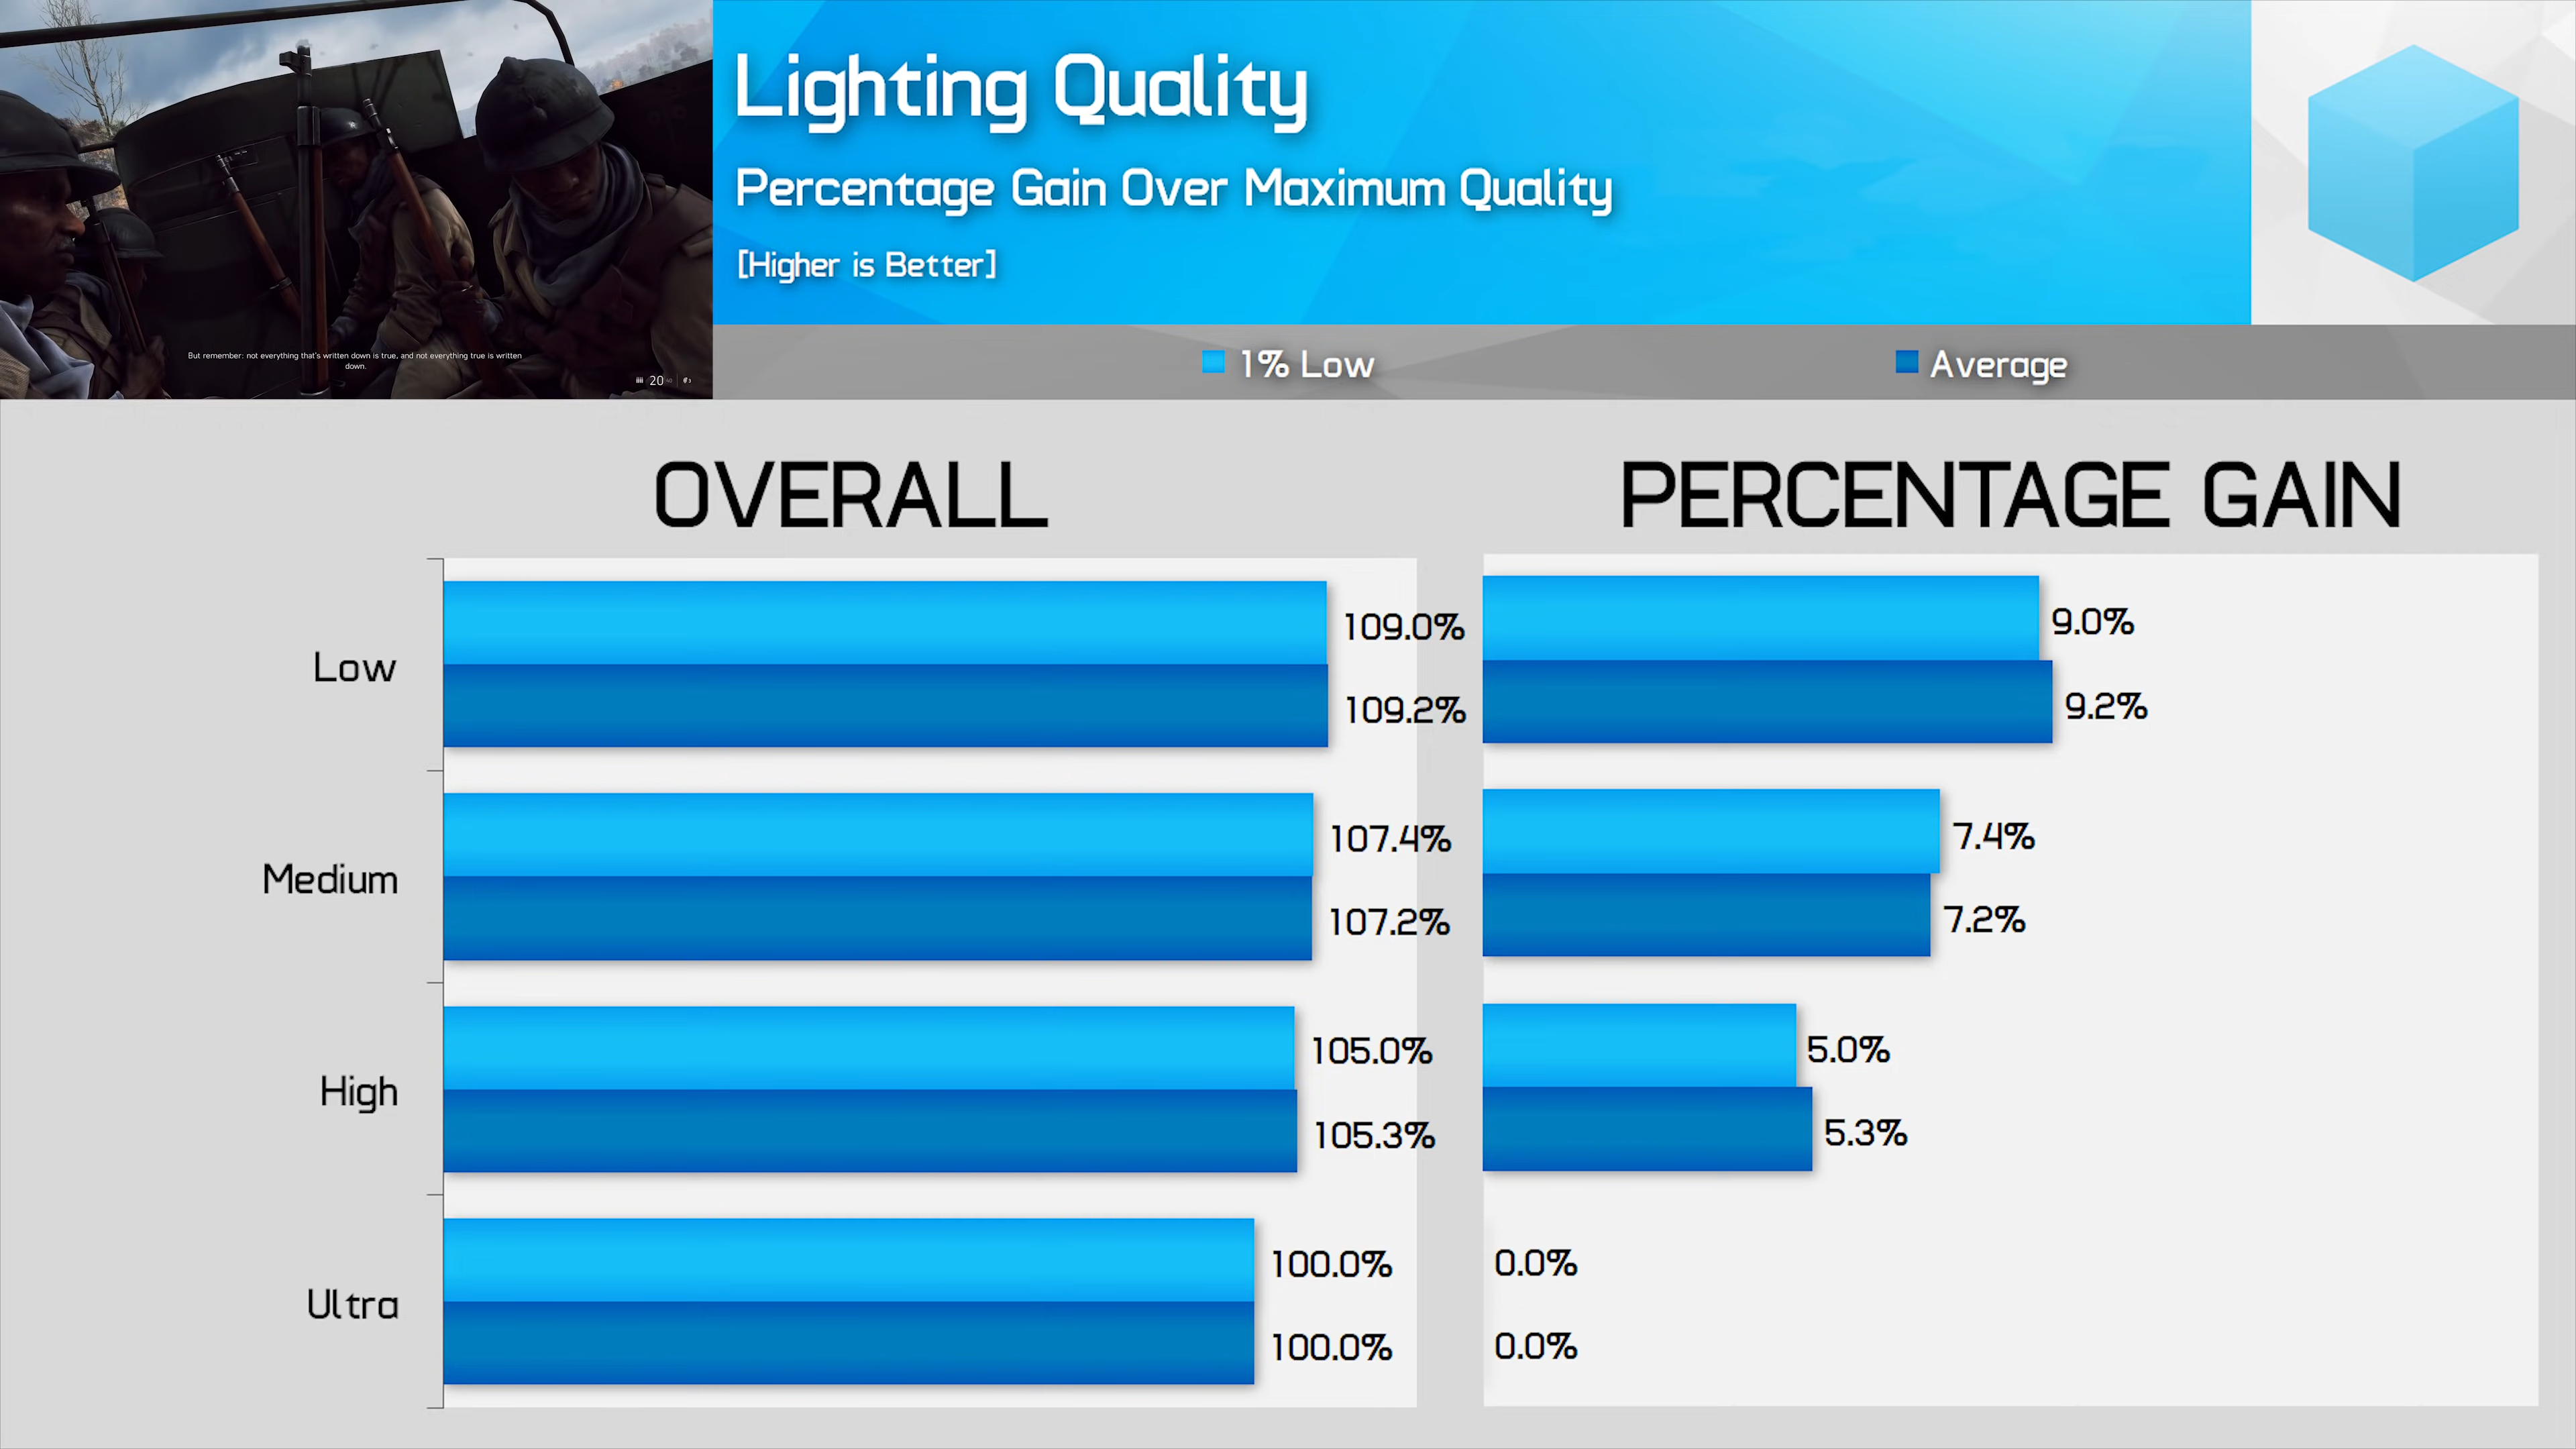 Lighting Quality
Percentage Gain Over Maximum Quality
[Higher is Better]
But remember: not everything that's written down is true, and not everything true is written
down.
20
1% Low
Average
OVERALL
PERCENTAGE GAIN
Low
109.0%
9.0%
109.2%
9.2%
Medium
107.4%
7.4%
107.2%
7.2%
High
105.0%
5.0%
105.3%
5.3%
Ultra
100.0%
0.0%
100.0%
0.0%